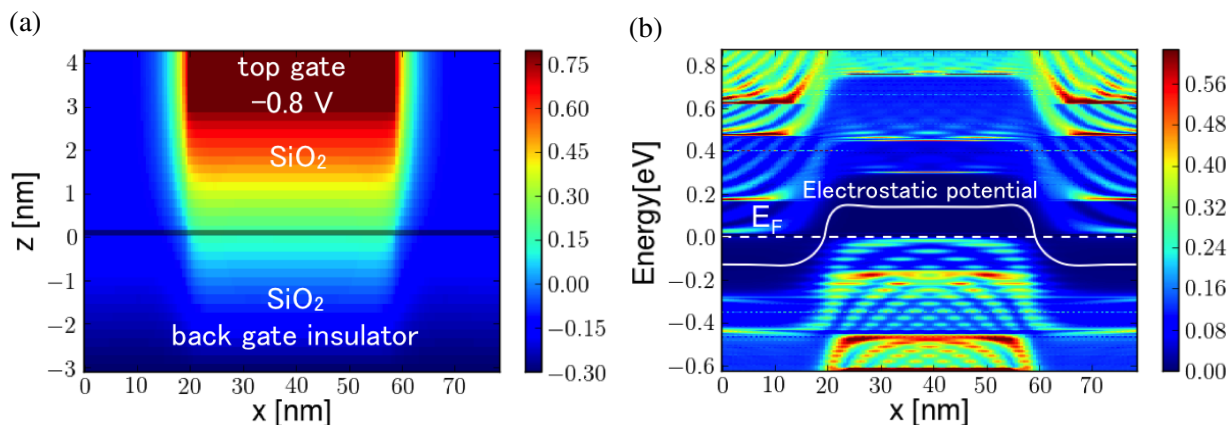 (a)
top gate
−0.8 V
SiO2
SiO2
back gate insulator
4
3
2
1
0
−1
−2
−3
z [nm]
0 10 20 30 40 50 60 70
x [nm]
0.75
0.60
0.45
0.30
0.15
0.00
−0.15
−0.30
(b)
Electrostatic potential
EF
0.8
0.6
0.4
0.2
0.0
−0.2
−0.4
−0.6
Energy[eV]
0 10 20 30 40 50 60 70
x [nm]
0.56
0.48
0.40
0.32
0.24
0.16
0.08
0.00